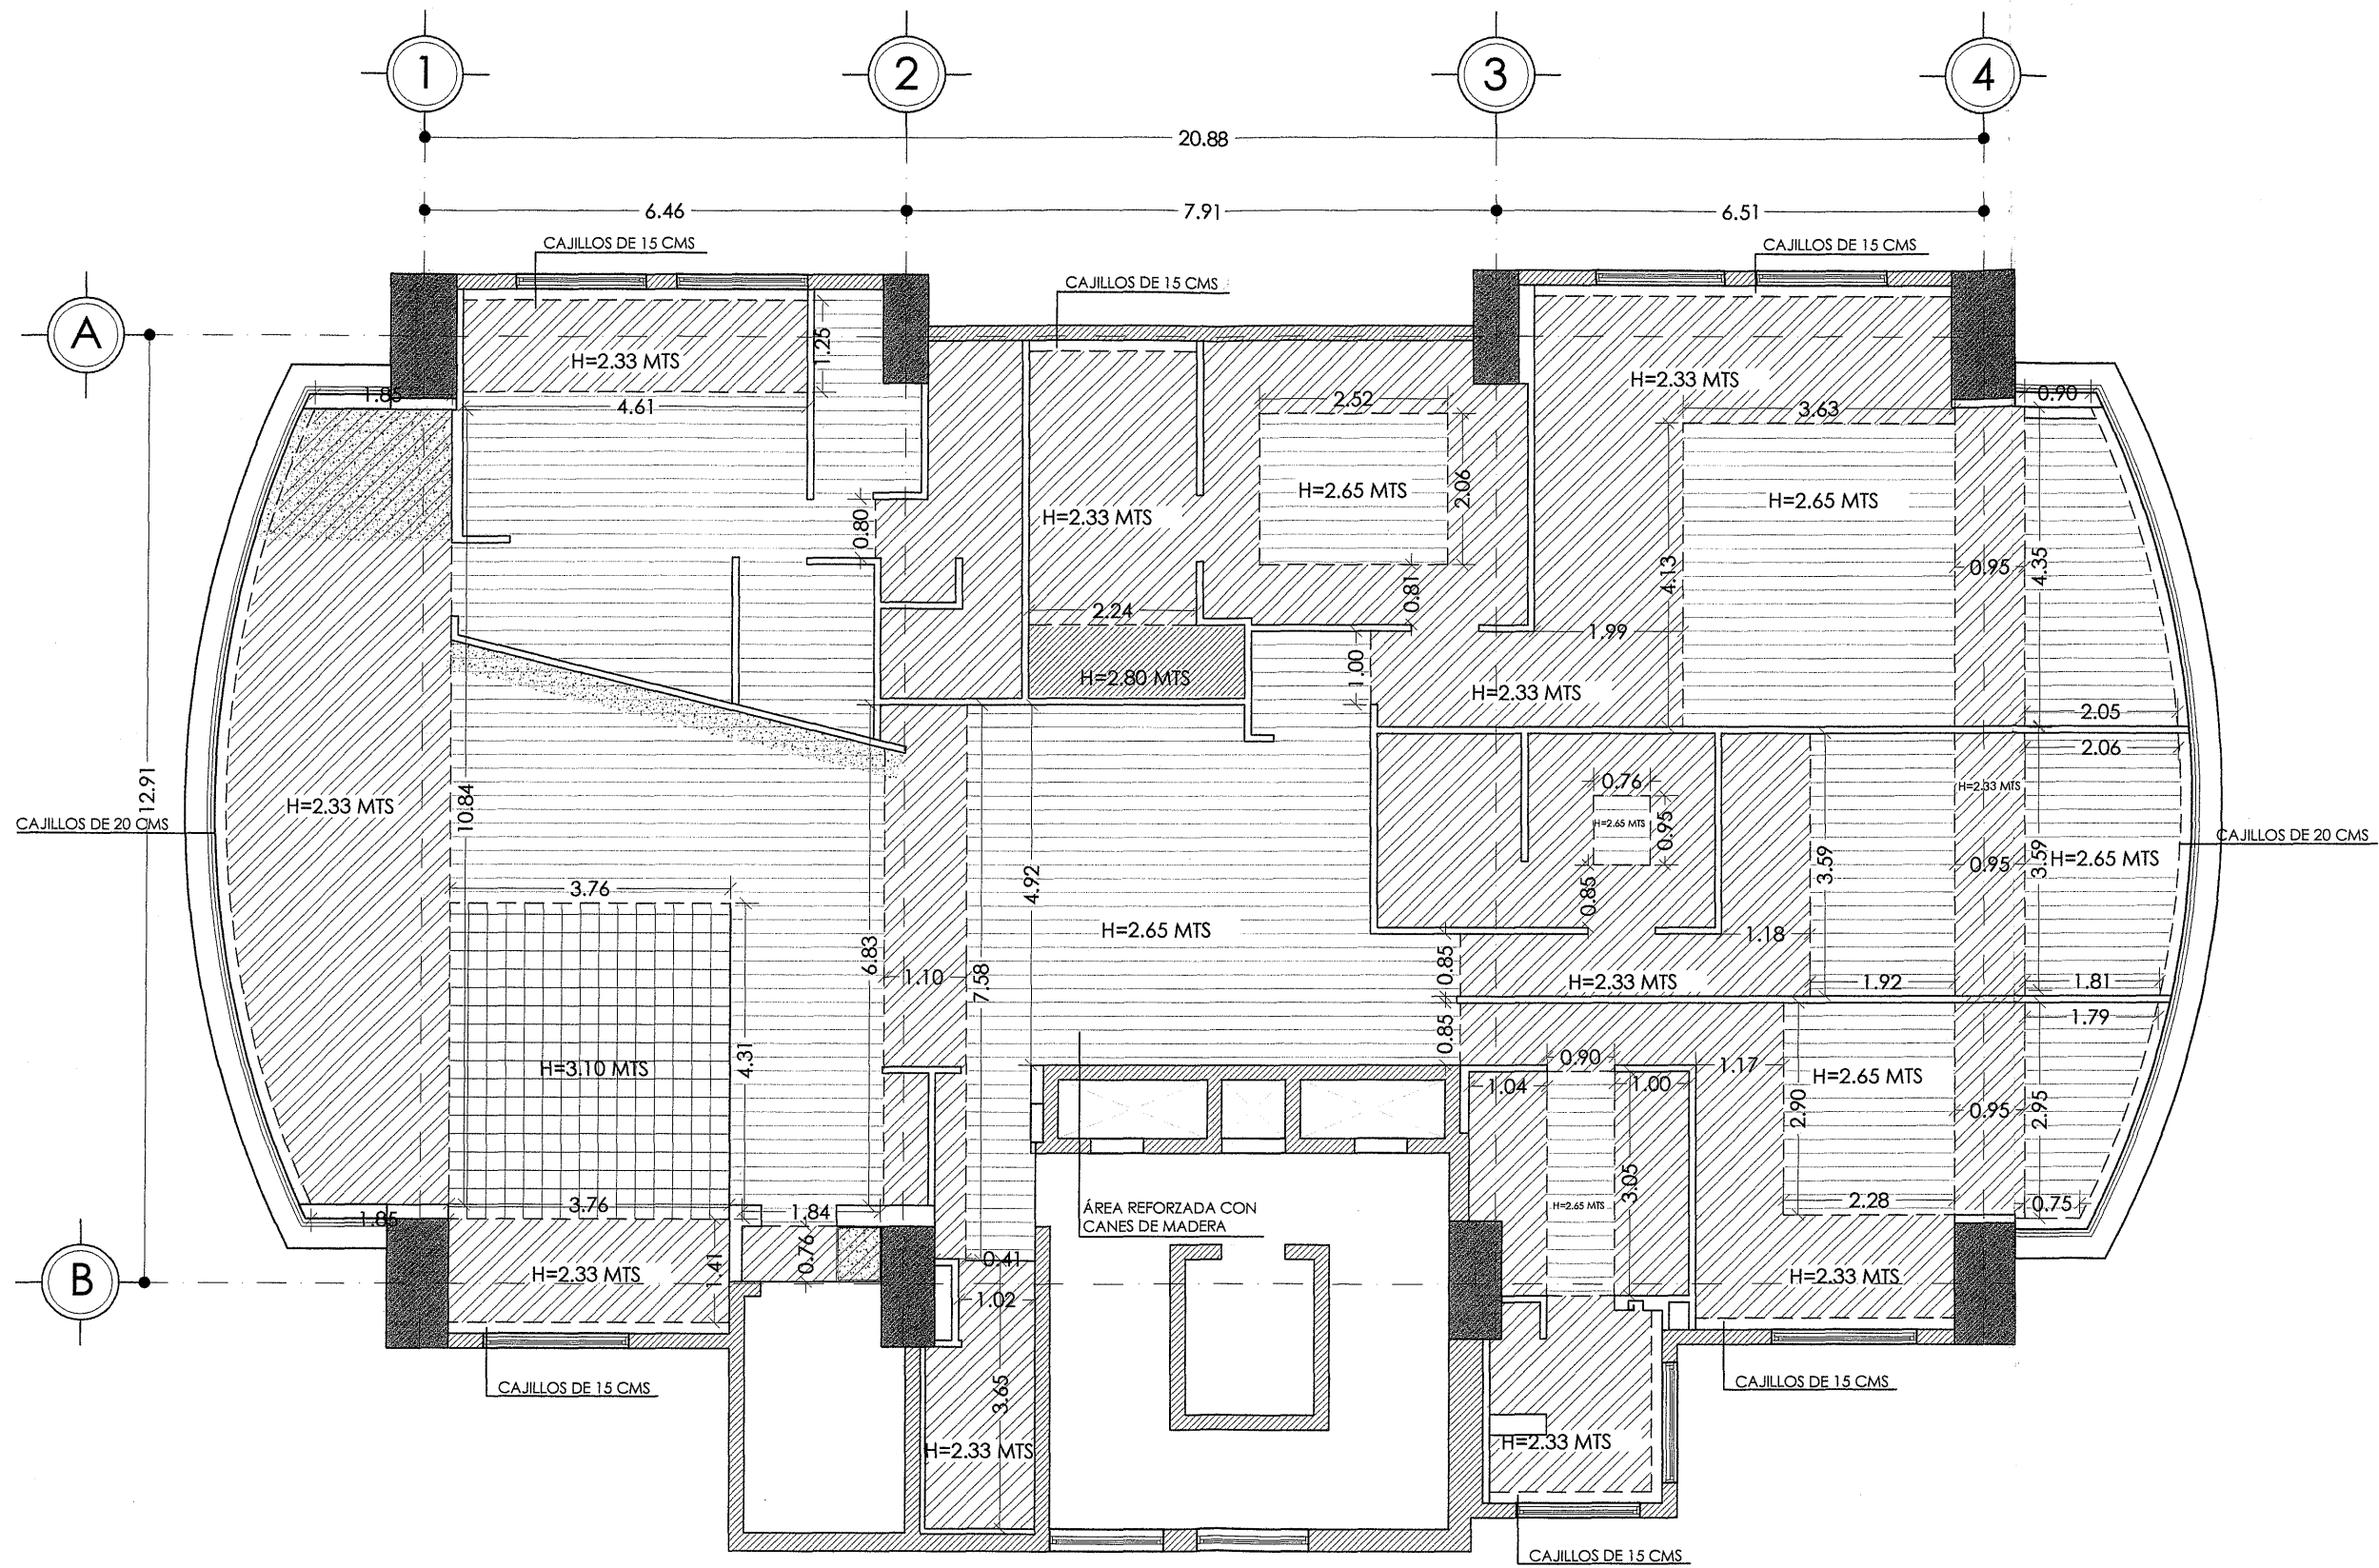 1
2
3
4
20.88
6.46
7.91
6.51
CAJILLOS DE 15 CMS
CAJILLOS DE 15 CMS
CAJILLOS DE 15 CMS
A
H=2.33 MTS
1.25
H=2.33 MTS
1.85
4.61
2.52
3.63
0.90
H=2.65 MTS
2.06
H=2.65 MTS
H=2.33 MTS
0.80
4.13
0.95
4.35
0.81
2.24
1.99
1.00
H=2.80 MTS
H=2.33 MTS
2.05
2.06
12.91
H=2.33 MTS
10.84
0.76
H=2.33 MTS
CAJILLOS DE 20 CMS
H=2.65 MTS
0.95
CAJILLOS DE 20 CMS
3.76
4.92
0.85
3.59
0.95
3.59
H=2.65 MTS
H=2.65 MTS
1.18
6.83
1.10
7.58
0.85
H=2.33 MTS
1.92
1.81
1.79
0.85
H=3.10 MTS
4.31
0.90
1.04
1.00
1.17
H=2.65 MTS
2.90
0.95
2.95
3.76
1.84
1.85
ÁREA REFORZADA CON
CANES DE MADERA
3.05
H=2.65 MTS
2.28
0.75
B
H=2.33 MTS
1.41
0.76
0.41
1.02
H=2.33 MTS
CAJILLOS DE 15 CMS
3.65
CAJILLOS DE 15 CMS
H=2.33 MTS
H=2.33 MTS
CAJILLOS DE 15 CMS